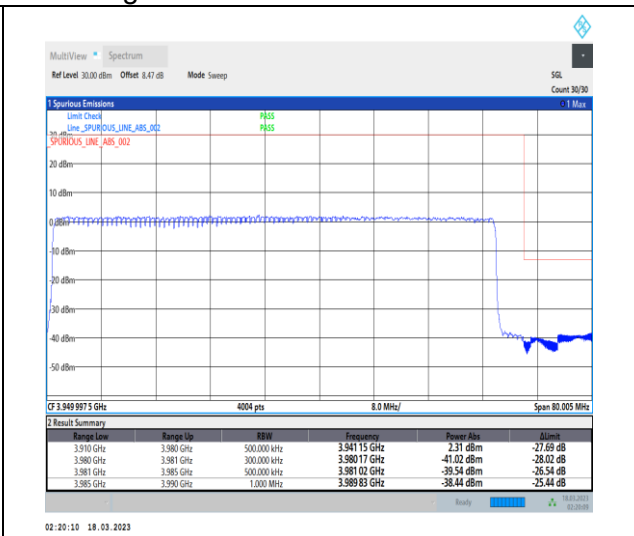 MultiView Spectrum
Ref Level 30.00 dBm Offset 8.47 dB Mode Sweep SGL
Count 30/30
1 Spurious Emissions 1 Max
Limit Check PASS
Line _SPURIOUS_LINE_ABS_002 PASS
30 dBm
_SPURIOUS_LINE_ABS_002
20 dBm
10 dBm
0 dBm
-10 dBm
-20 dBm
-30 dBm
-40 dBm
-50 dBm
CF 3.949 997 5 GHz 4004 pts 8.0 MHz/ Span 80.005 MHz
2 Result Summary
Range Low Range Up RBW Frequency Power Abs ΔLimit
3.910 GHz 3.980 GHz 500.000 kHz 3.941 15 GHz 2.31 dBm -27.69 dB
3.980 GHz 3.981 GHz 300.000 kHz 3.980 17 GHz -41.02 dBm -28.02 dB
3.981 GHz 3.985 GHz 500.000 kHz 3.981 02 GHz -39.54 dBm -26.54 dB
3.985 GHz 3.990 GHz 1.000 MHz 3.989 83 GHz -38.44 dBm -25.44 dB
Ready 18.03.2023
02:20:09
02:20:10 18.03.2023